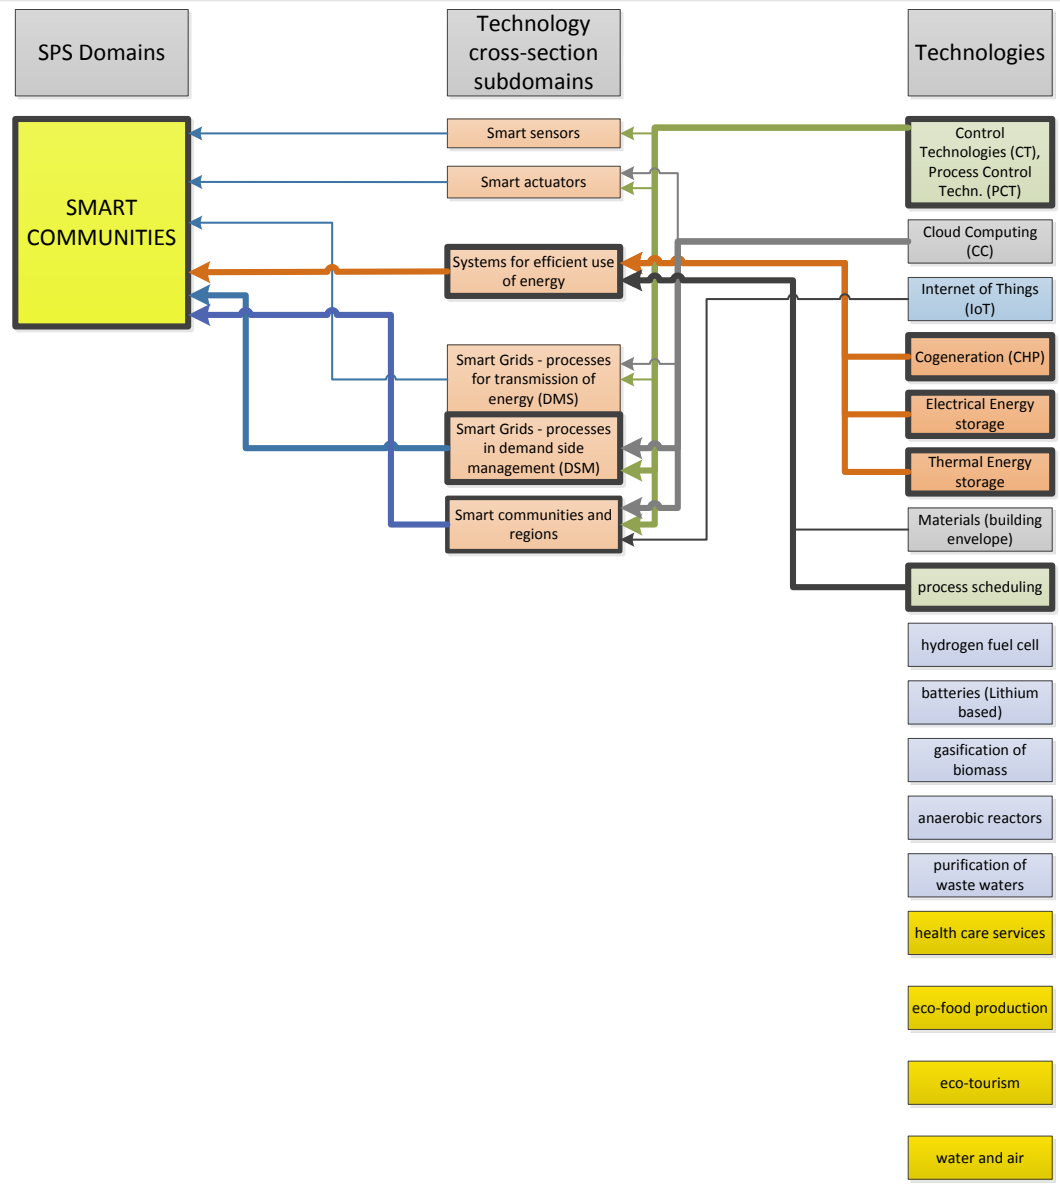 SPS Domains
Technology
cross-section
subdomains
Technologies
SMART
COMMUNITIES
Smart sensors
Smart actuators
Systems for efficient use
of energy
Smart Grids - processes
for transmission of
energy (DMS)
Smart Grids - processes
in demand side
management (DSM)
Smart communities and
regions
Control
Technologies (CT),
Process Control
Techn. (PCT)
Cloud Computing
(CC)
Internet of Things
(IoT)
Cogeneration (CHP)
Electrical Energy
storage
Thermal Energy
storage
Materials (building
envelope)
process scheduling
hydrogen fuel cell
batteries (Lithium
based)
gasification of
biomass
anaerobic reactors
purification of
waste waters
health care services
eco-food production
eco-tourism
water and air